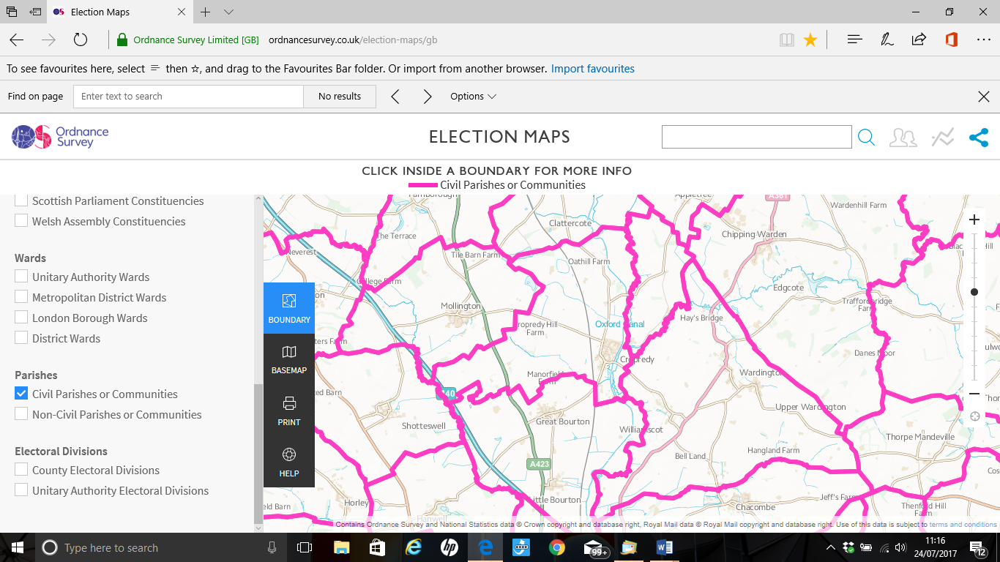 Election Maps
Ordnance Survey Limited [GB] ordnancesurvey.co.uk/election-maps/gb
To see favourites here, select then ☆, and drag to the Favourites Bar folder. Or import from another browser. Import favourites
Find on page Enter text to search No results Options
Ordnance Survey
ELECTION MAPS
CLICK INSIDE A BOUNDARY FOR MORE INFO
Civil Parishes or Communities
Scottish Parliament Constituencies
Welsh Assembly Constituencies
Wards
Unitary Authority Wards
Metropolitan District Wards
London Borough Wards
District Wards
Parishes
Civil Parishes or Communities
Non-Civil Parishes or Communities
Electoral Divisions
County Electoral Divisions
Unitary Authority Electoral Divisions
BOUNDARY
BASEMAP
PRINT
HELP
Farnborough
Appletree
A361
Wardenhill Farm
Clattercote
The Terrace
Chipping Warden
Neverest
Tile Barn Farm
Oathill Farm
College Farm
Edgcote
Mollington
Traffordbridge Farm
Hay's Bridge
Cropredy Hill Farm
Oxford Canal
Danes Moor
Cropredy
Manorfield Farm
Wardington
Upper Wardington
Shotteswell
Great Bourton
Williamscot
Thorpe Mandeville
Hangland Farm
Bell Land
A423
Jeff's Farm
Horley
Little Bourton
Chacombe
Thenford Hill Farm
Hanwell
Contains Ordnance Survey and National Statistics data © Crown copyright and database right, Royal Mail data © Royal Mail copyright and database right. Use of this data is subject to terms and conditions
Type here to search
99+
11:16
24/07/2017
12